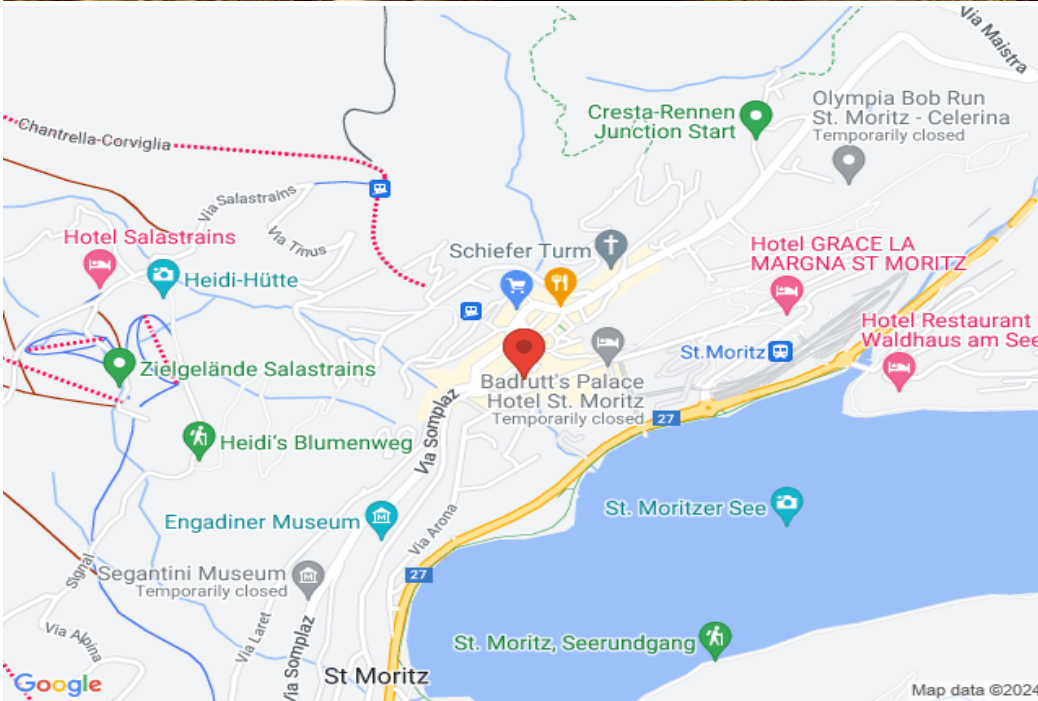 Via Maistra
Olympia Bob Run
St. Moritz - Celerina
Temporarily closed
Cresta-Rennen
Junction Start
Chantrella-Corviglia
Via Salastrains
Via Tinus
Hotel Salastrains
Heidi-Hütte
Schiefer Turm
Hotel GRACE LA
MARGNA ST MORITZ
Hotel Restaurant
Waldhaus am See
St.Moritz
Zielgelände Salastrains
Badrutt's Palace
Hotel St. Moritz
Temporarily closed
27
Via Somplaz
Heidi's Blumenweg
Engadiner Museum
St. Moritzer See
Via Arona
Segantini Museum
Temporarily closed
27
Signal
Via Alpina
Via Laret
Via Somplaz
St. Moritz, Seerundgang
St Moritz
Google
Map data ©2024